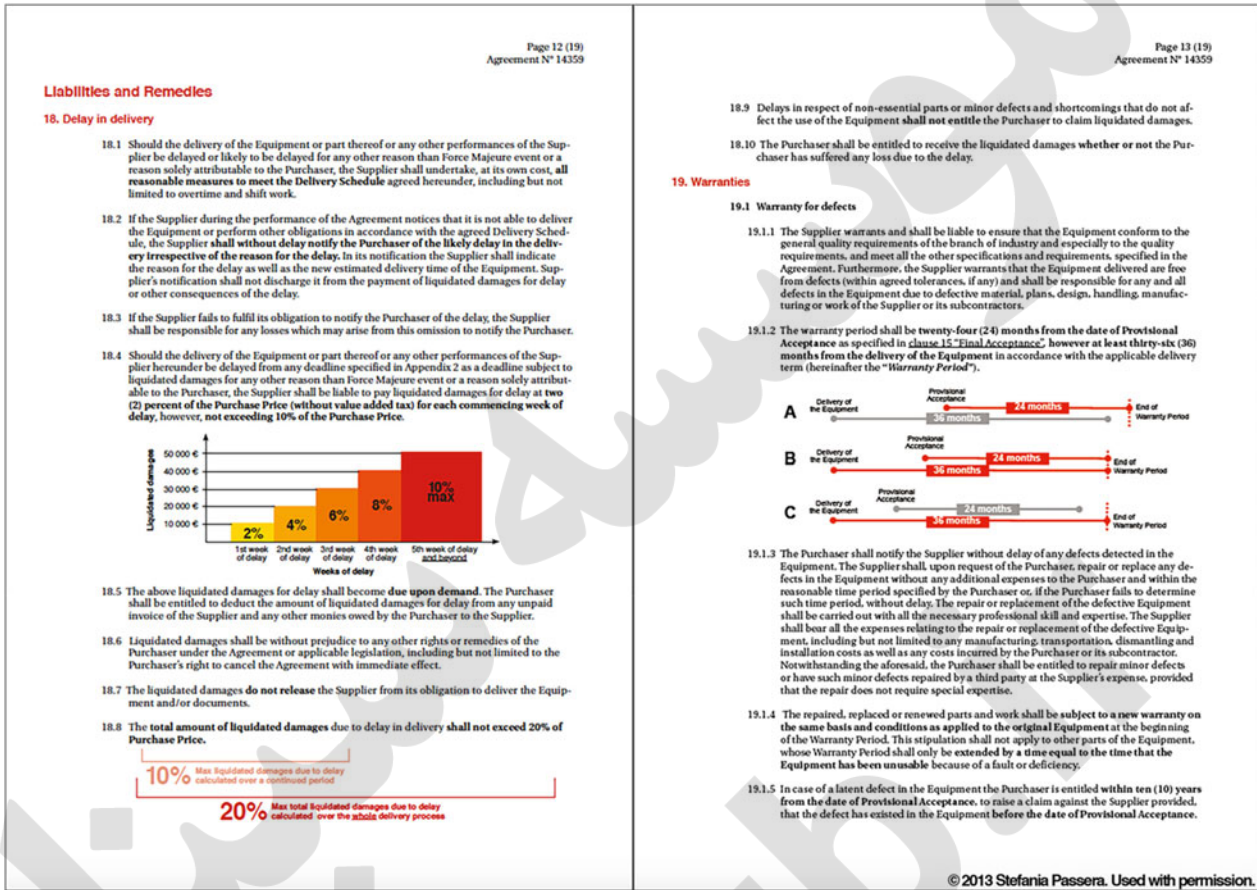 Page 12 (19)
Agreement N° 14359
Liabilities and Remedies
18. Delay in delivery
18.1 Should the delivery of the Equipment or part thereof or any other performances of the Sup-
plier be delayed or likely to be delayed for any other reason than Force Majeure event or a
reason solely attributable to the Purchaser, the Supplier shall undertake, at its own cost, all
reasonable measures to meet the Delivery Schedule agreed hereunder, including but not
limited to overtime and shift work.
18.2 If the Supplier during the performance of the Agreement notices that it is not able to deliver
the Equipment or perform other obligations in accordance with the agreed Delivery Sched-
ule, the Supplier shall without delay notify the Purchaser of the likely delay in the deliv-
ery irrespective of the reason for the delay. In its notification the Supplier shall indicate
the reason for the delay as well as the new estimated delivery time of the Equipment. Sup-
plier's notification shall not discharge it from the payment of liquidated damages for delay
or other consequences of the delay.
18.3 If the Supplier fails to fulfil its obligation to notify the Purchaser of the delay, the Supplier
shall be responsible for any losses which may arise from this omission to notify the Purchaser.
18.4 Should the delivery of the Equipment or part thereof or any other performances of the Sup-
plier hereunder be delayed from any deadline specified in Appendix 2 as a deadline subject to
liquidated damages for any other reason than Force Majeure event or a reason solely attribut-
able to the Purchaser, the Supplier shall be liable to pay liquidated damages for delay at two
(2) percent of the Purchase Price (without value added tax) for each commencing week of
delay, however, not exceeding 10% of the Purchase Price.
Liquidated damages
50 000 €
40 000 €
30 000 €
20 000 €
10 000 €
2%
4%
6%
8%
10%
max
1st week
of delay
2nd week
of delay
3rd week
of delay
4th week
of delay
5th week of delay
and beyond
Weeks of delay
18.5 The above liquidated damages for delay shall become due upon demand. The Purchaser
shall be entitled to deduct the amount of liquidated damages for delay from any unpaid
invoice of the Supplier and any other monies owed by the Purchaser to the Supplier.
18.6 Liquidated damages shall be without prejudice to any other rights or remedies of the
Purchaser under the Agreement or applicable legislation, including but not limited to the
Purchaser's right to cancel the Agreement with immediate effect.
18.7 The liquidated damages do not release the Supplier from its obligation to deliver the Equip-
ment and/or documents.
18.8 The total amount of liquidated damages due to delay in delivery shall not exceed 20% of
Purchase Price.
10% Max liquidated damages due to delay
calculated over a continued period
20% Max total liquidated damages due to delay
calculated over the whole delivery process
Page 13 (19)
Agreement N° 14359
18.9 Delays in respect of non-essential parts or minor defects and shortcomings that do not af-
fect the use of the Equipment shall not entitle the Purchaser to claim liquidated damages.
18.10 The Purchaser shall be entitled to receive the liquidated damages whether or not the Pur-
chaser has suffered any loss due to the delay.
19. Warranties
19.1 Warranty for defects
19.1.1 The Supplier warrants and shall be liable to ensure that the Equipment conform to the
general quality requirements of the branch of industry and especially to the quality
requirements, and meet all the other specifications and requirements, specified in the
Agreement. Furthermore, the Supplier warrants that the Equipment delivered are free
from defects (within agreed tolerances, if any) and shall be responsible for any and all
defects in the Equipment due to defective material, plans, design, handling, manufac-
turing or work of the Supplier or its subcontractors.
19.1.2 The warranty period shall be twenty-four (24) months from the date of Provisional
Acceptance as specified in clause 15 "Final Acceptance", however at least thirty-six (36)
months from the delivery of the Equipment in accordance with the applicable delivery
term (hereinafter the "Warranty Period").
A
Delivery of
the Equipment
Provisional
Acceptance
24 months
36 months
End of
Warranty Period
B
Delivery of
the Equipment
Provisional
Acceptance
24 months
36 months
End of
Warranty Period
C
Delivery of
the Equipment
Provisional
Acceptance
24 months
36 months
End of
Warranty Period
19.1.3 The Purchaser shall notify the Supplier without delay of any defects detected in the
Equipment. The Supplier shall, upon request of the Purchaser, repair or replace any de-
fects in the Equipment without any additional expenses to the Purchaser and within the
reasonable time period specified by the Purchaser or, if the Purchaser fails to determine
such time period, without delay. The repair or replacement of the defective Equipment
shall be carried out with all the necessary professional skill and expertise. The Supplier
shall bear all the expenses relating to the repair or replacement of the defective Equip-
ment, including but not limited to any manufacturing, transportation, dismantling and
installation costs as well as any costs incurred by the Purchaser or its subcontractor.
Notwithstanding the aforesaid, the Purchaser shall be entitled to repair minor defects
or have such minor defects repaired by a third party at the Supplier's expense, provided
that the repair does not require special expertise.
19.1.4 The repaired, replaced or renewed parts and work shall be subject to a new warranty on
the same basis and conditions as applied to the original Equipment at the beginning
of the Warranty Period. This stipulation shall not apply to other parts of the Equipment,
whose Warranty Period shall only be extended by a time equal to the time that the
Equipment has been unusable because of a fault or deficiency.
19.1.5 In case of a latent defect in the Equipment the Purchaser is entitled within ten (10) years
from the date of Provisional Acceptance, to raise a claim against the Supplier provided,
that the defect has existed in the Equipment before the date of Provisional Acceptance.
© 2013 Stefania Passera. Used with permission.